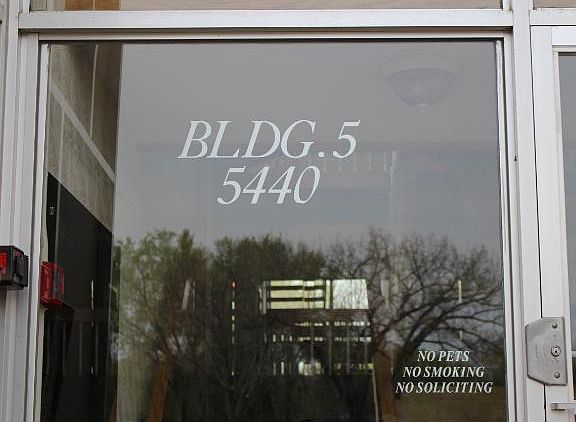 BLDG. 5
5440
NO PETS
NO SMOKING
NO SOLICITING